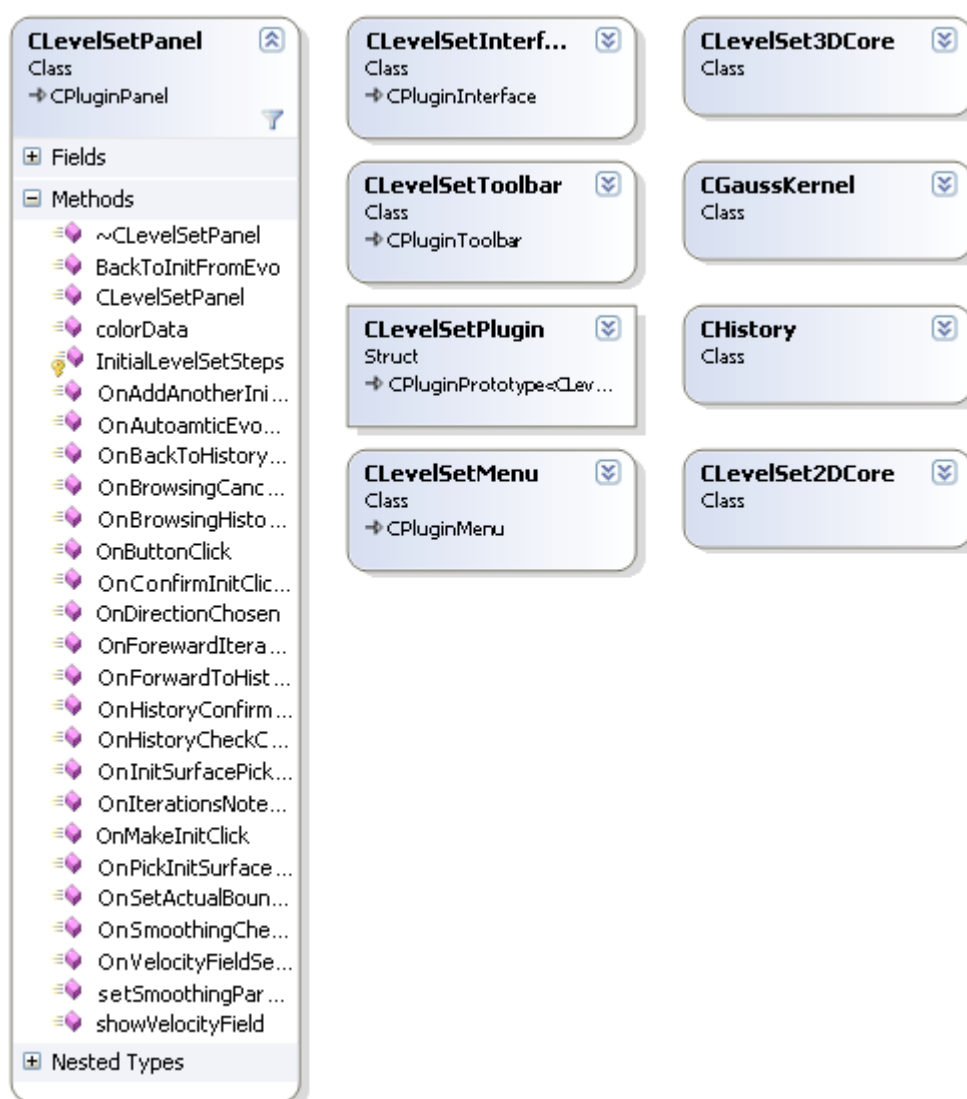 CLevelSetPanel
Class
CPluginPanel
Fields
Methods
~CLevelSetPanel
BackToInitFromEvo
CLevelSetPanel
colorData
InitialLevelSetSteps
OnAddAnotherIni...
OnAutoamticEvo...
OnBackToHistory...
OnBrowsingCanc...
OnBrowsingHisto...
OnButtonClick
OnConfirmInitClic...
OnDirectionChosen
OnForewardItera...
OnForwardToHist...
OnHistoryConfirm...
OnHistoryCheckC...
OnInitSurfacePick...
OnIterationsNote...
OnMakeInitClick
OnPickInitSurface...
OnSetActualBoun...
OnSmoothingChe...
OnVelocityFieldSe...
setSmoothingPar...
showVelocityField
Nested Types
CLevelSetInterf...
Class
CPluginInterface
CLevelSetToolbar
Class
CPluginToolbar
CLevelSetPlugin
Struct
CPluginPrototype<CLev...
CLevelSetMenu
Class
CPluginMenu
CLevelSet3DCore
Class
CGaussKernel
Class
CHistory
Class
CLevelSet2DCore
Class